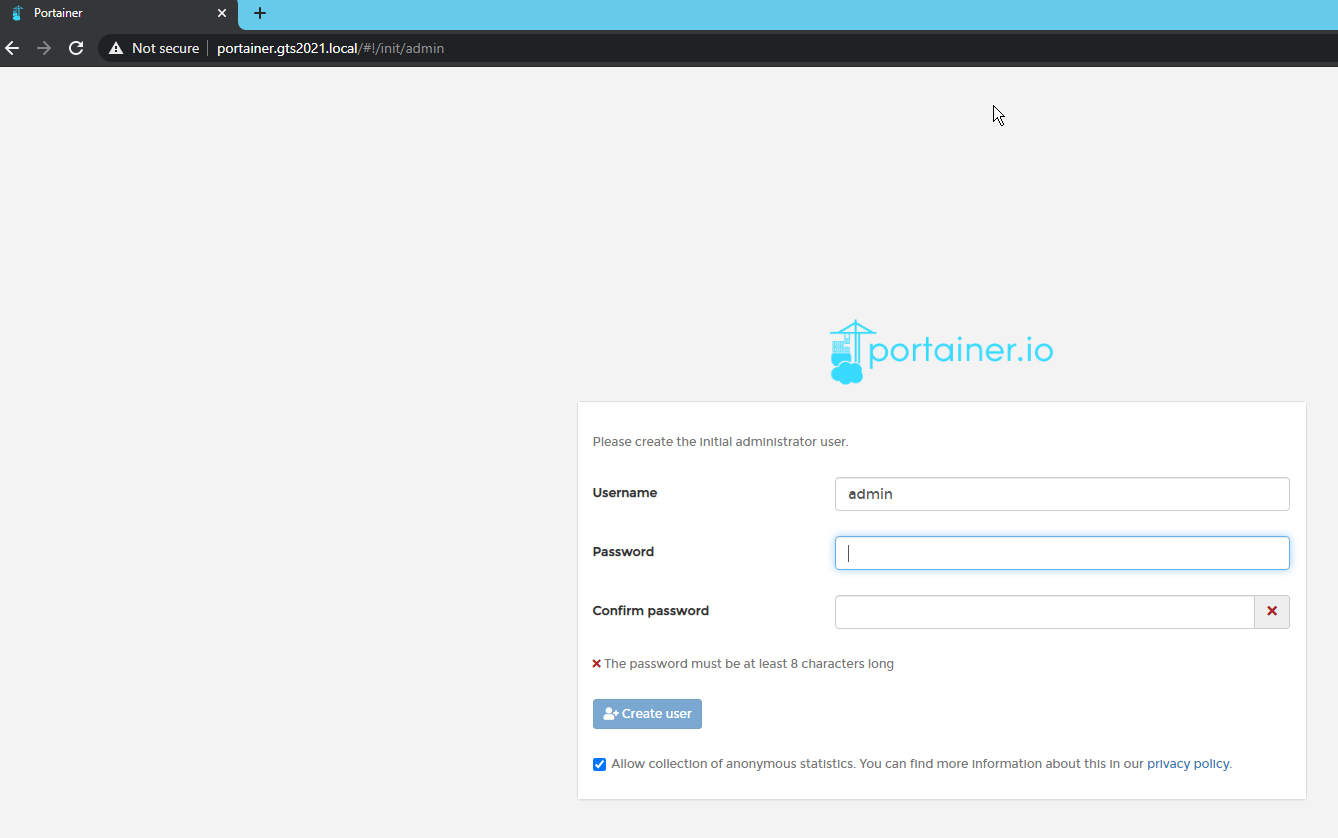 Portainer
Not secure portainer.gts2021.local/#!/init/admin
portainer.io
Please create the initial administrator user.
Username admin
Password
Confirm password
The password must be at least 8 characters long
Create user
Allow collection of anonymous statistics. You can find more information about this in our privacy policy.